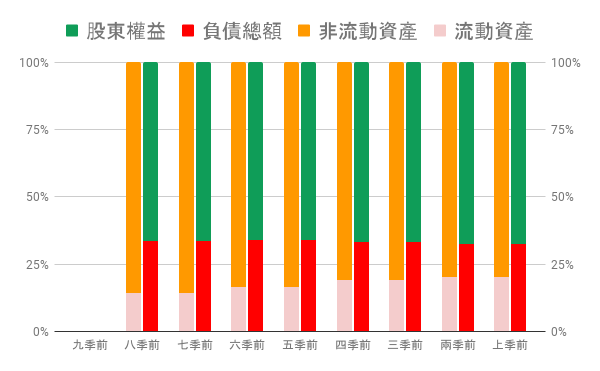 股東權益 負債總額 非流動資產 流動資產
100% 100%
75% 75%
50% 50%
25% 25%
0% 0%
九季前 八季前 七季前 六季前 五季前 四季前 三季前 兩季前 上季前